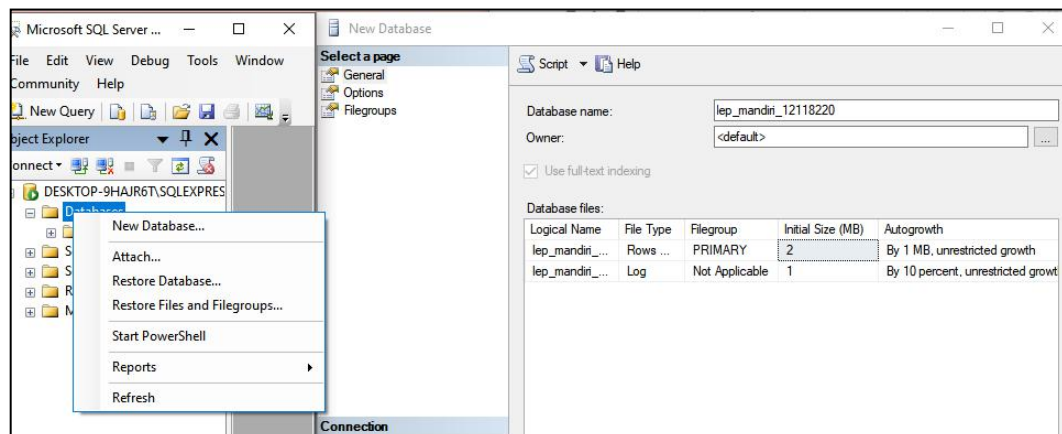 Microsoft SQL Server ...
File Edit View Debug Tools Window
Community Help
New Query
Object Explorer
Connect
DESKTOP-9HAJR6T\SQLEXPRES
Databases
New Database...
Attach...
Restore Database...
Restore Files and Filegroups...
Start PowerShell
Reports
Refresh
New Database
Select a page
General
Options
Filegroups
Connection
Script Help
Database name: lep_mandiri_12118220
Owner: <default> ...
Use full-text indexing
Database files:
Logical Name File Type Filegroup Initial Size (MB) Autogrowth
lep_mandiri_... Rows ... PRIMARY 2 By 1 MB, unrestricted growth
lep_mandiri_... Log Not Applicable 1 By 10 percent, unrestricted growt